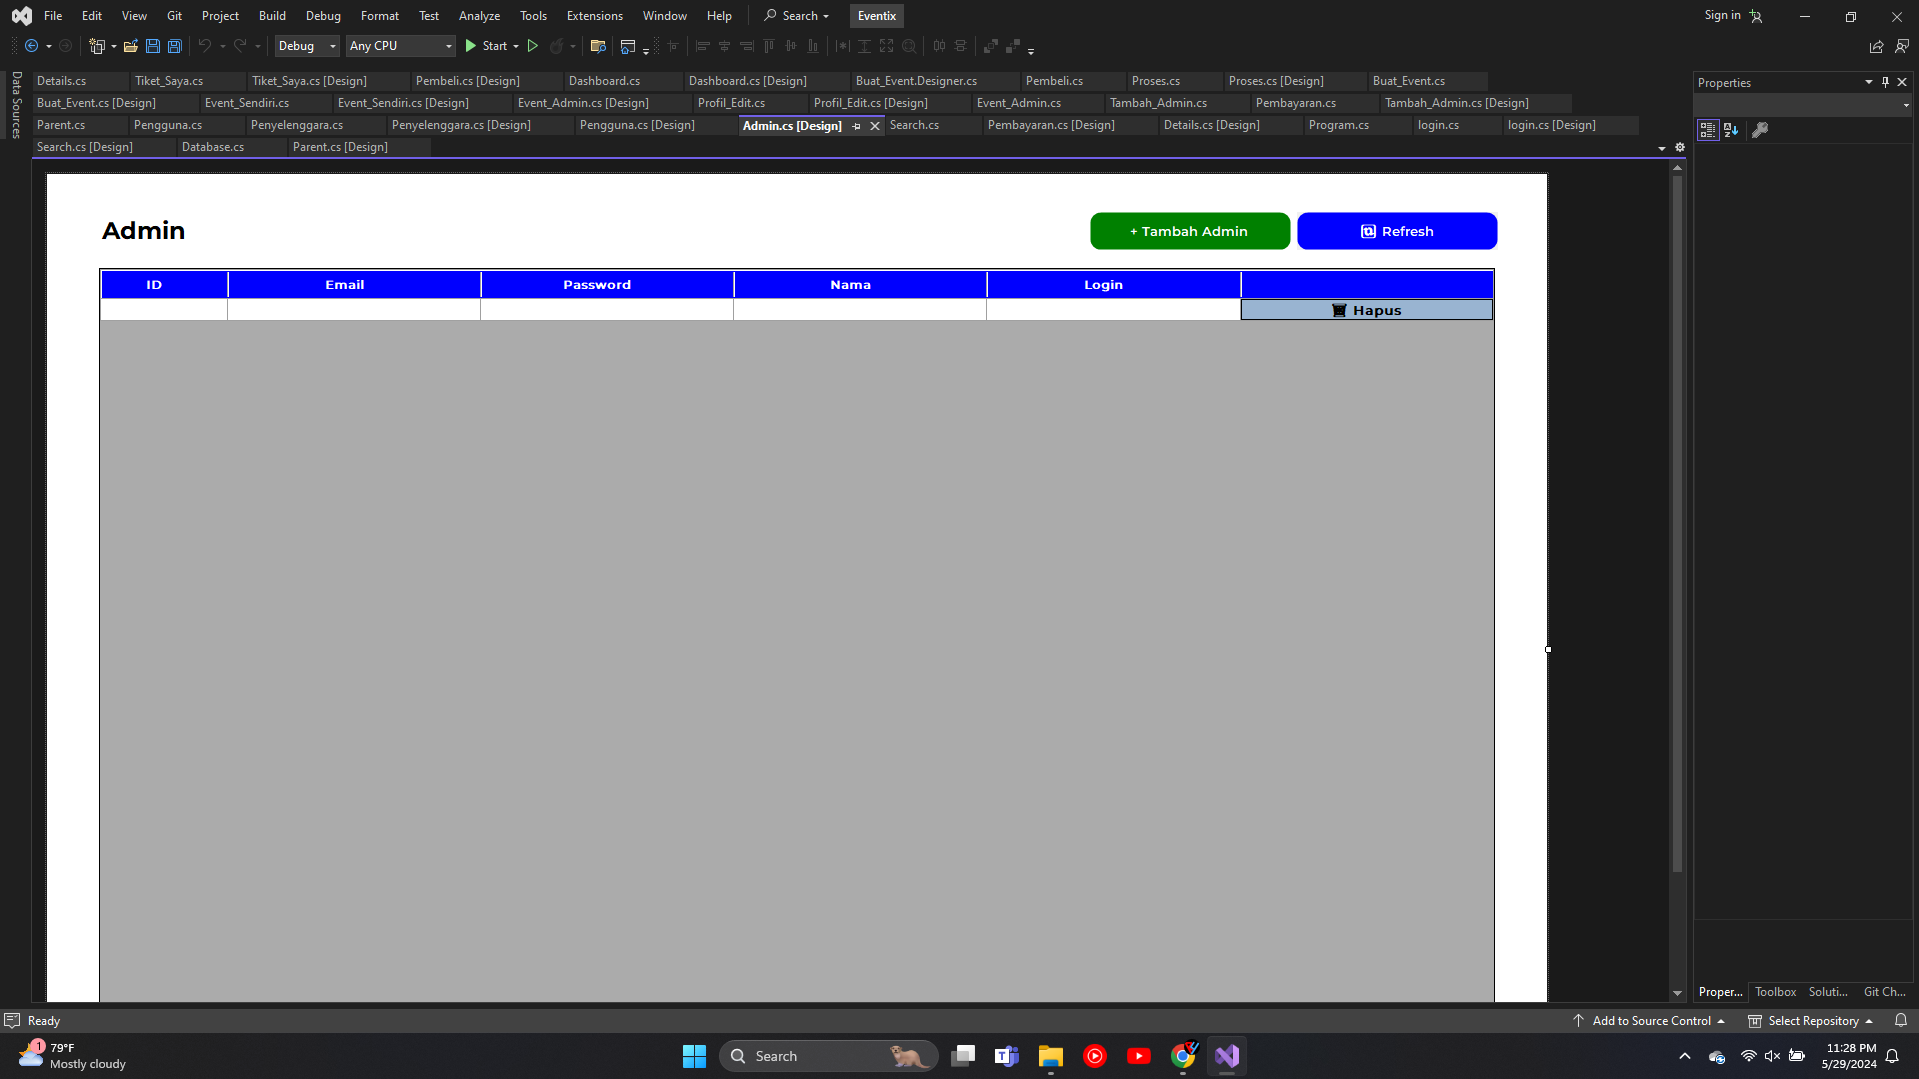 File Edit View Git Project Build Debug Format Test Analyze Tools Extensions Window Help Search Eventix Sign in
Debug Any CPU Start
Data Sources
Details.cs Tiket_Saya.cs Tiket_Saya.cs [Design] Pembeli.cs [Design] Dashboard.cs Dashboard.cs [Design] Buat_Event.Designer.cs Pembeli.cs Proses.cs Proses.cs [Design] Buat_Event.cs
Buat_Event.cs [Design] Event_Sendiri.cs Event_Sendiri.cs [Design] Event_Admin.cs [Design] Profil_Edit.cs Profil_Edit.cs [Design] Event_Admin.cs Tambah_Admin.cs Pembayaran.cs Tambah_Admin.cs [Design]
Parent.cs Pengguna.cs Penyelenggara.cs Penyelenggara.cs [Design] Pengguna.cs [Design] Admin.cs [Design] Search.cs Pembayaran.cs [Design] Details.cs [Design] Program.cs login.cs login.cs [Design]
Search.cs [Design] Database.cs Parent.cs [Design]
Properties
Admin
+ Tambah Admin Refresh
ID Email Password Nama Login
Hapus
Proper... Toolbox Soluti... Git Ch...
Ready Add to Source Control Select Repository
1
79°F
Mostly cloudy
Search
11:28 PM
5/29/2024